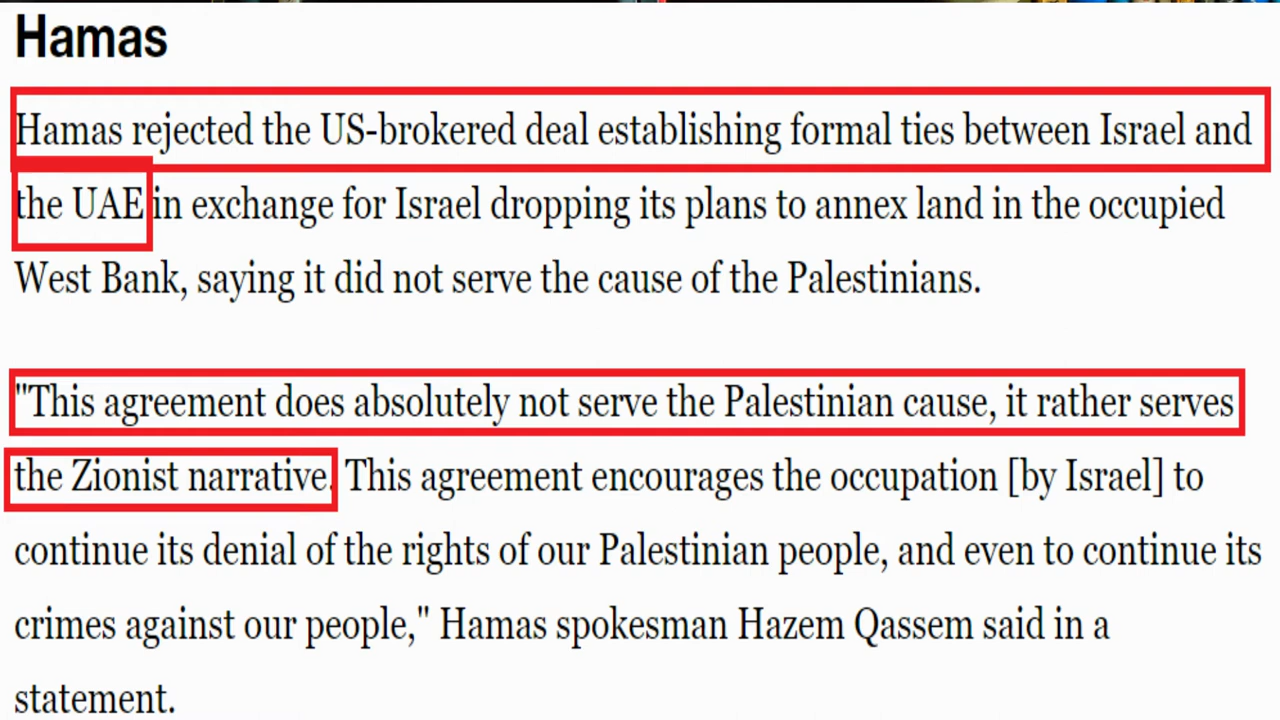 Hamas
Hamas rejected the US-brokered deal establishing formal ties between Israel and
the UAE in exchange for Israel dropping its plans to annex land in the occupied
West Bank, saying it did not serve the cause of the Palestinians.
"This agreement does absolutely not serve the Palestinian cause, it rather serves
the Zionist narrative. This agreement encourages the occupation [by Israel] to
continue its denial of the rights of our Palestinian people, and even to continue its
crimes against our people," Hamas spokesman Hazem Qassem said in a
statement.